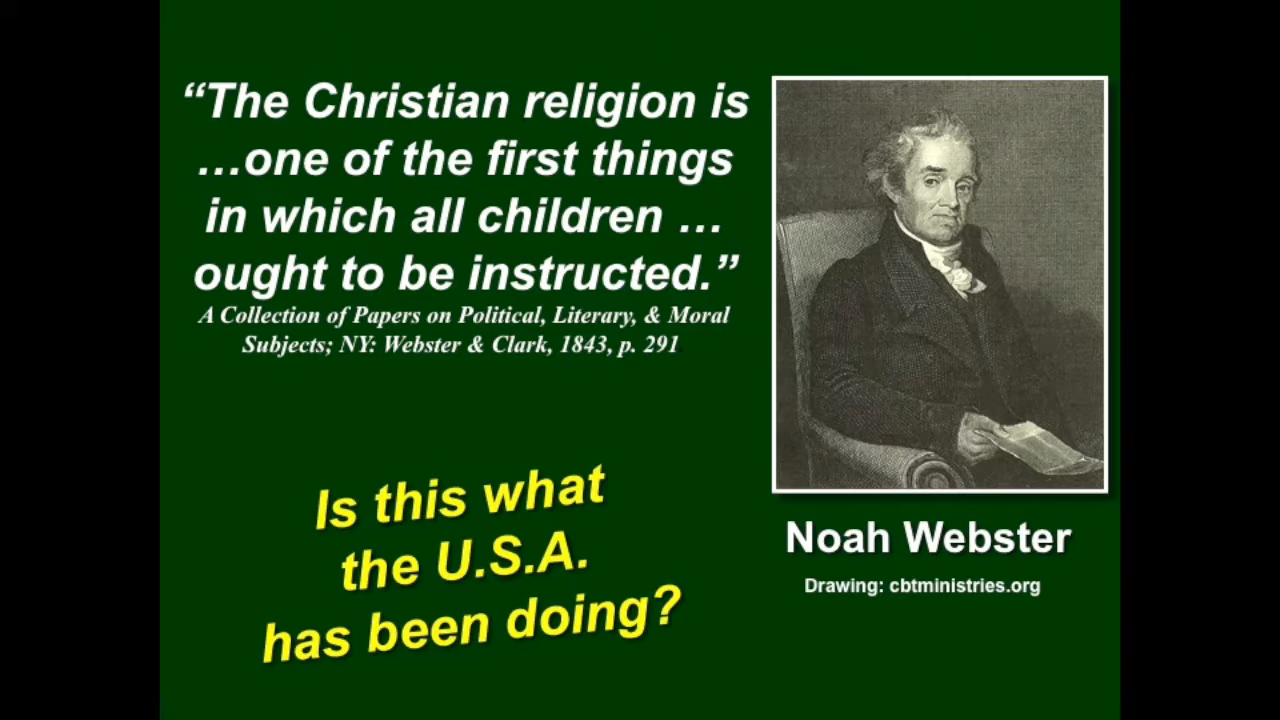 “The Christian religion is
…one of the first things
in which all children …
ought to be instructed.”
A Collection of Papers on Political, Literary, & Moral
Subjects; NY: Webster & Clark, 1843, p. 291
Is this what
the U.S.A.
has been doing?
Noah Webster
Drawing: cbtministries.org